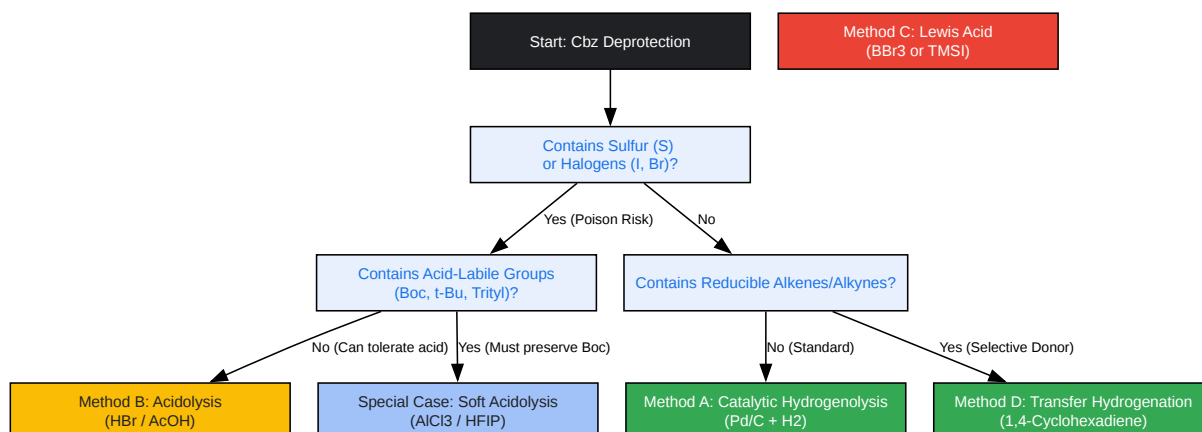 Start: Cbz Deprotection
Method C: Lewis Acid
(BBr3 or TMSI)
Contains Sulfur (S)
or Halogens (I, Br)?
Yes (Poison Risk)
No
Contains Acid-Labile Groups
(Boc, t-Bu, Trityl)?
Contains Reducible Alkenes/Alkynes?
No (Can tolerate acid)
Yes (Must preserve Boc)
No (Standard)
Yes (Selective Donor)
Method B: Acidolysis
(HBr / AcOH)
Special Case: Soft Acidolysis
(AlCl3 / HFIP)
Method A: Catalytic Hydrogenolysis
(Pd/C + H2)
Method D: Transfer Hydrogenation
(1,4-Cyclohexadiene)